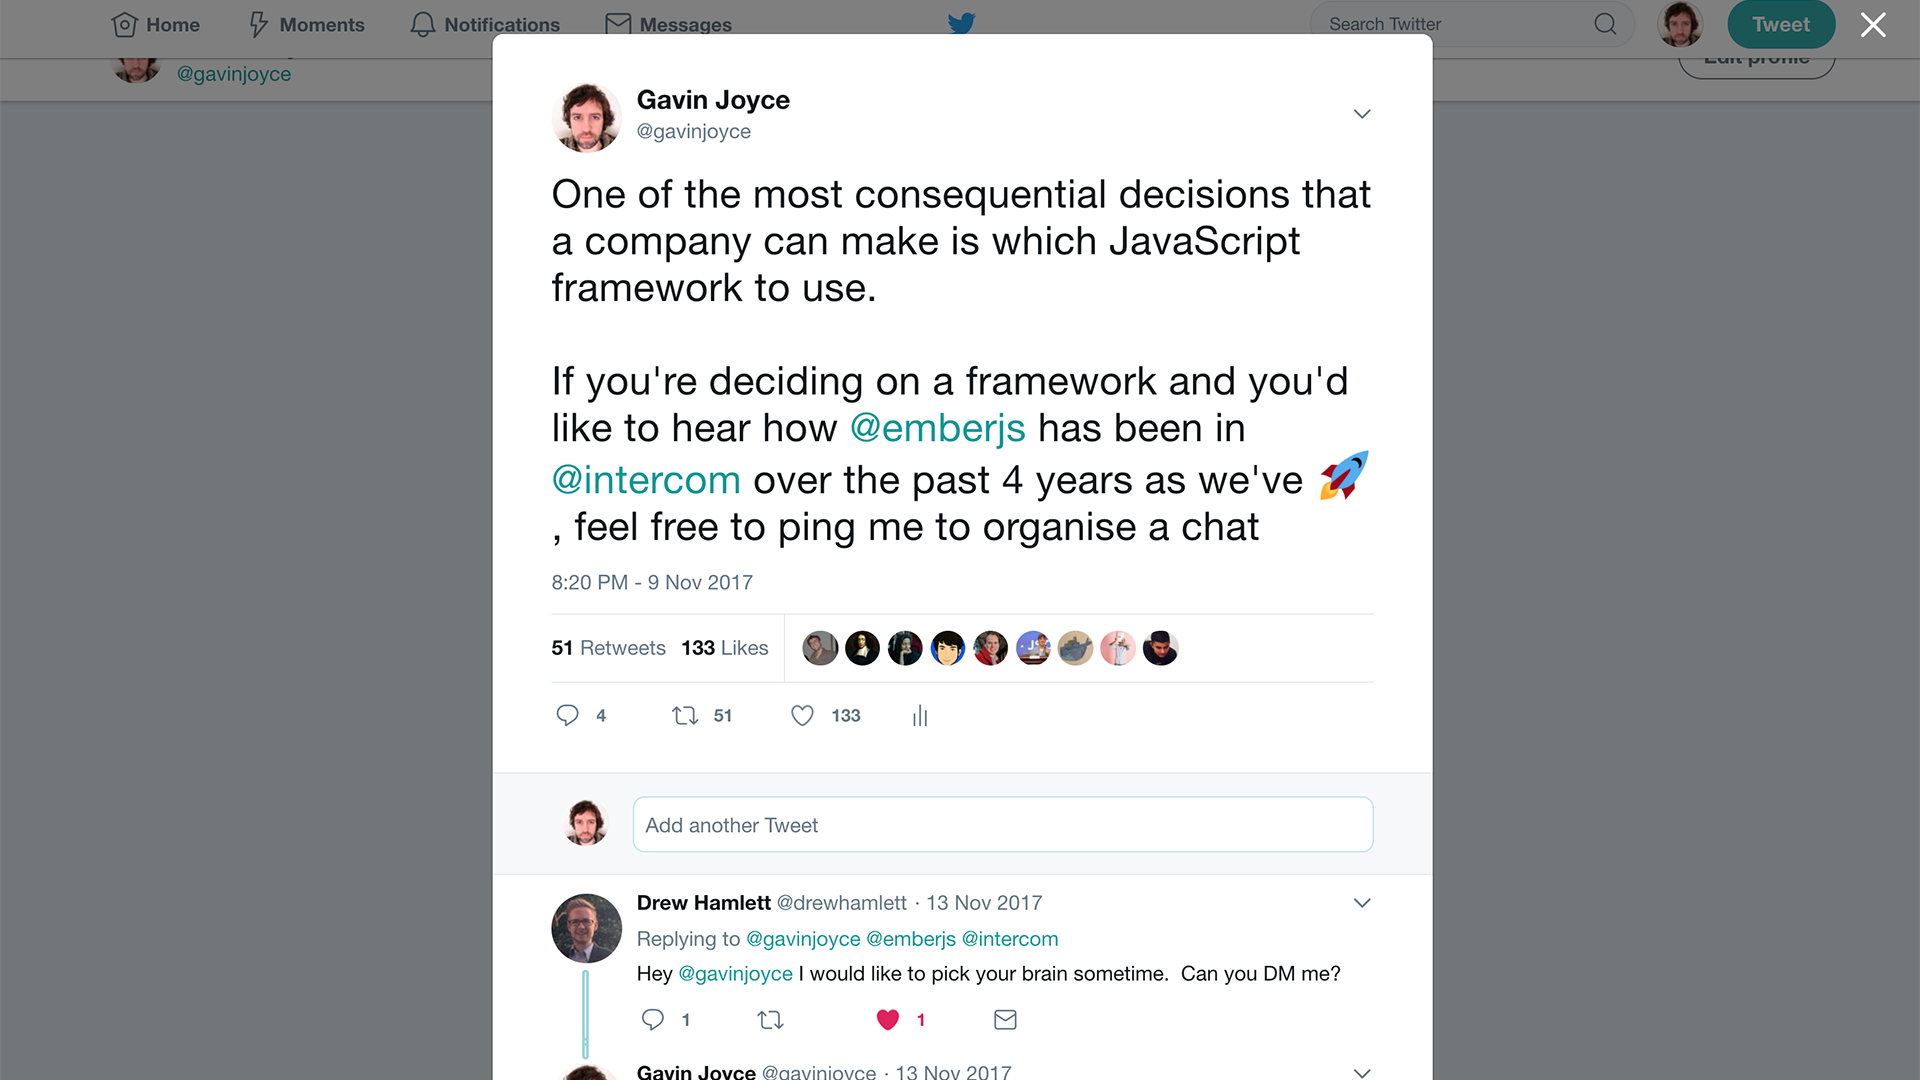 Home Moments Notifications Messages Search Twitter Tweet
@gavinjoyce Edit profile
Gavin Joyce
@gavinjoyce
One of the most consequential decisions that
a company can make is which JavaScript
framework to use.
If you're deciding on a framework and you'd
like to hear how @emberjs has been in
@intercom over the past 4 years as we've 🚀
, feel free to ping me to organise a chat
8:20 PM - 9 Nov 2017
51 Retweets 133 Likes
4 51 133
Add another Tweet
Drew Hamlett @drewhamlett · 13 Nov 2017
Replying to @gavinjoyce @emberjs @intercom
Hey @gavinjoyce I would like to pick your brain sometime. Can you DM me?
1 1
Gavin Joyce @gavinjoyce · 13 Nov 2017